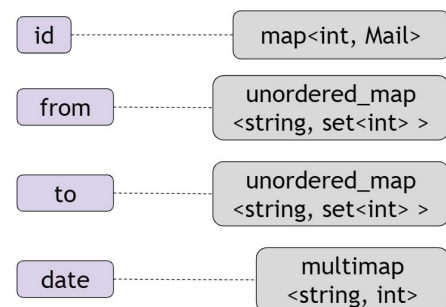 id
map<int, Mail>
from
unordered_map
<string, set<int> >
to
unordered_map
<string, set<int> >
date
multimap
<string, int>